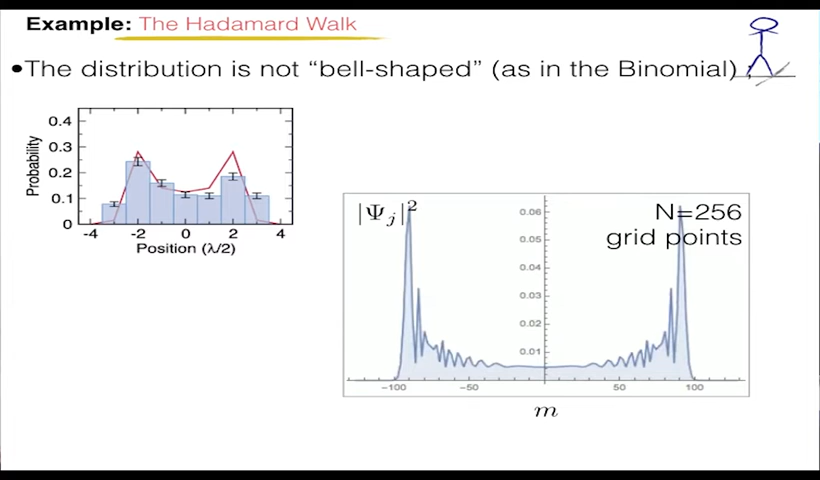 Example: The Hadamard Walk
•The distribution is not “bell-shaped” (as in the Binomial) ;
0.4
0.3
0.2
0.1
0
Probability
-4 -2 0 2 4
Position (λ/2)
|Ψⱼ|²
N=256
grid points
0.06
0.05
0.04
0.03
0.02
0.01
−100 −50 50 100
m